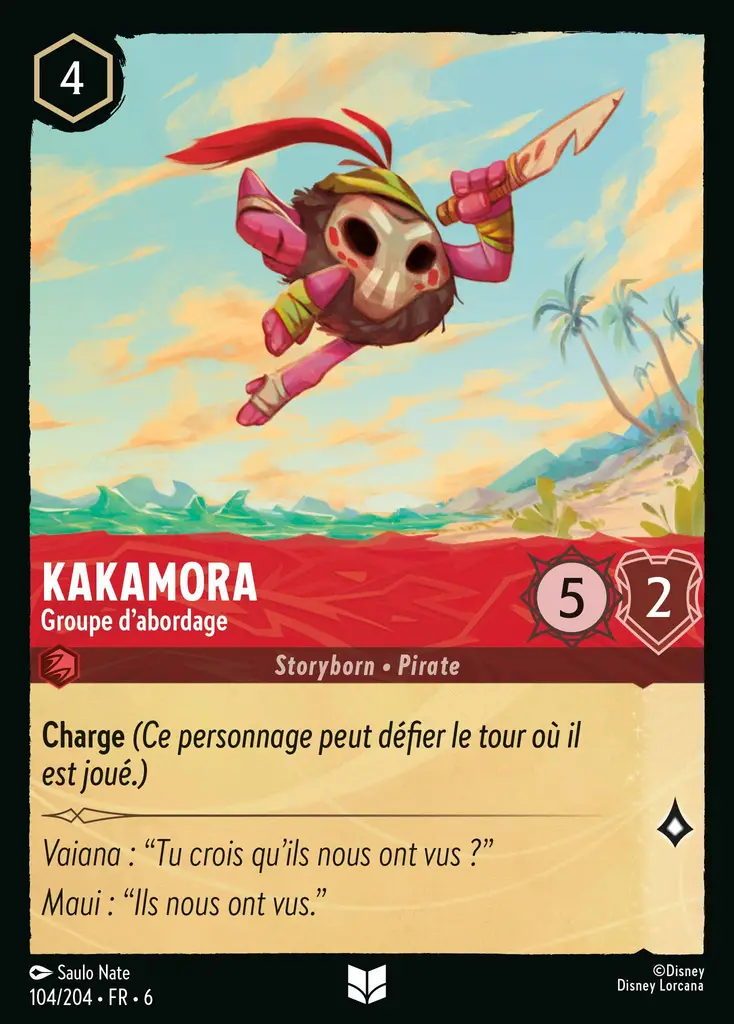 4
KAKAMORA
Groupe d'abordage
5
2
Storyborn • Pirate
Charge (Ce personnage peut défier le tour où il
est joué.)
Vaiana : “Tu crois qu'ils nous ont vus ?”
Maui : “Ils nous ont vus.”
Saulo Nate
104/204 • FR • 6
©Disney
Disney Lorcana